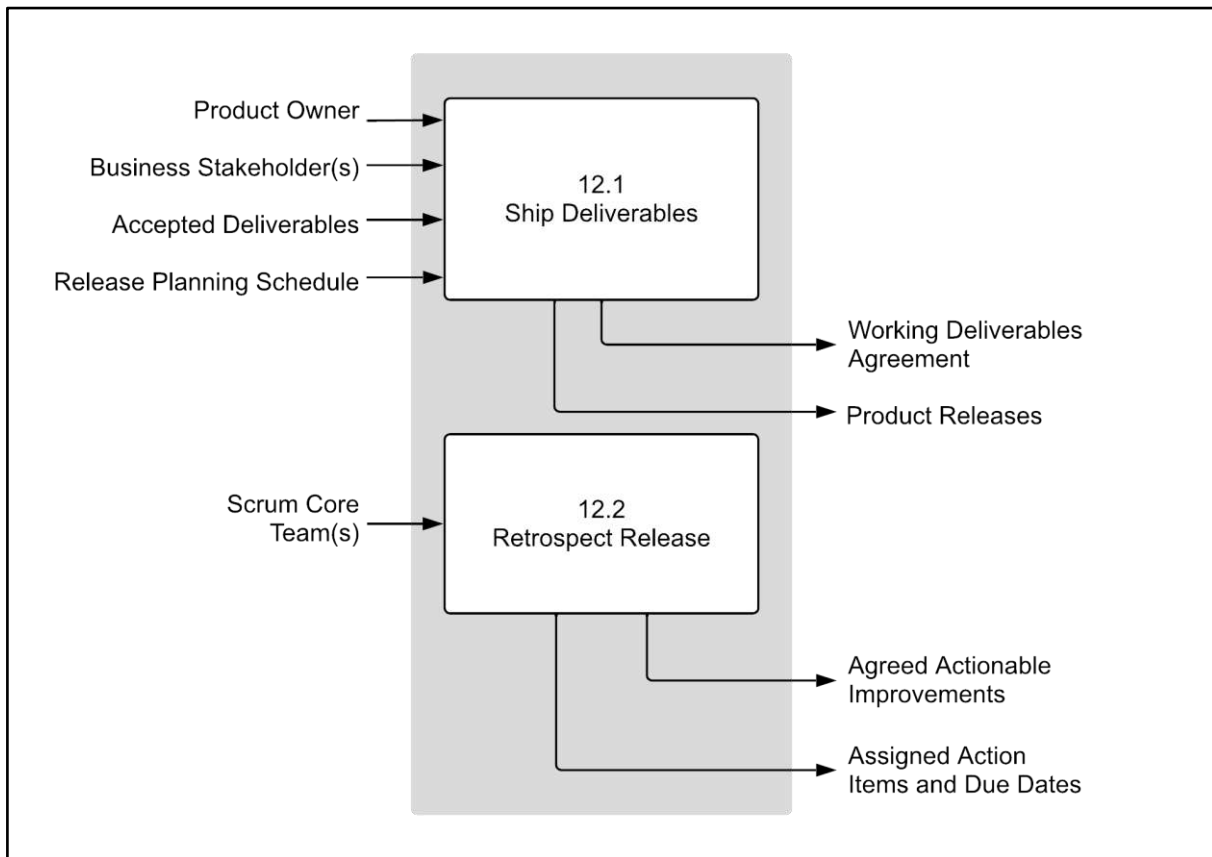 Product Owner
Business Stakeholder(s)
Accepted Deliverables
Release Planning Schedule
12.1
Ship Deliverables
Working Deliverables
Agreement
Product Releases
Scrum Core
Team(s)
12.2
Retrospect Release
Agreed Actionable
Improvements
Assigned Action
Items and Due Dates